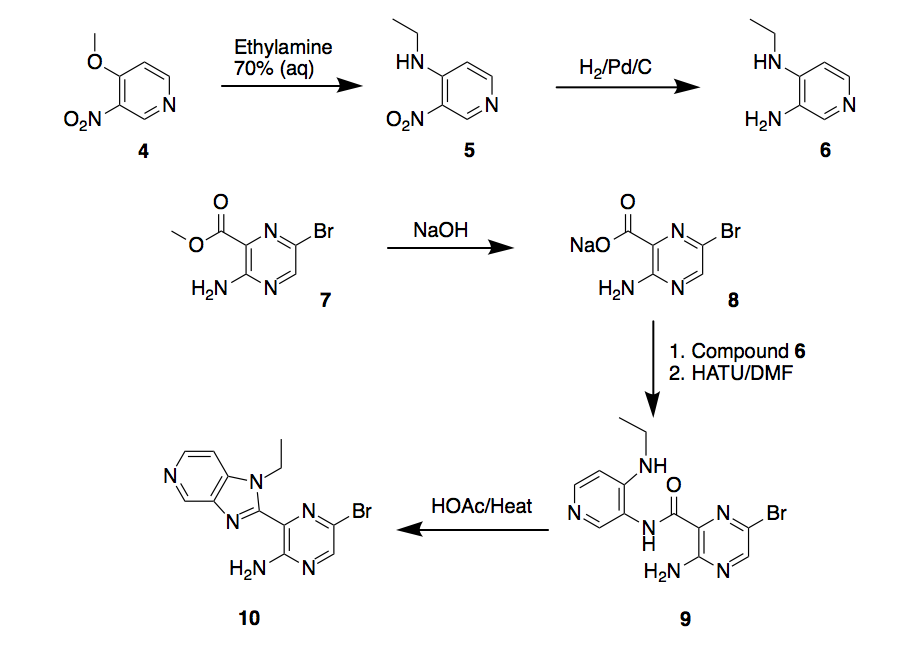 O
O₂N
N
4
Ethylamine
70% (aq)
HN
O₂N
N
5
H₂/Pd/C
HN
H₂N
N
6
O
O
N
Br
H₂N
N
7
NaOH
O
NaO
N
Br
H₂N
N
8
1. Compound 6
2. HATU/DMF
NH
N
O
N
H
N
Br
H₂N
N
9
HOAc/Heat
N
N
N
N
Br
H₂N
N
10